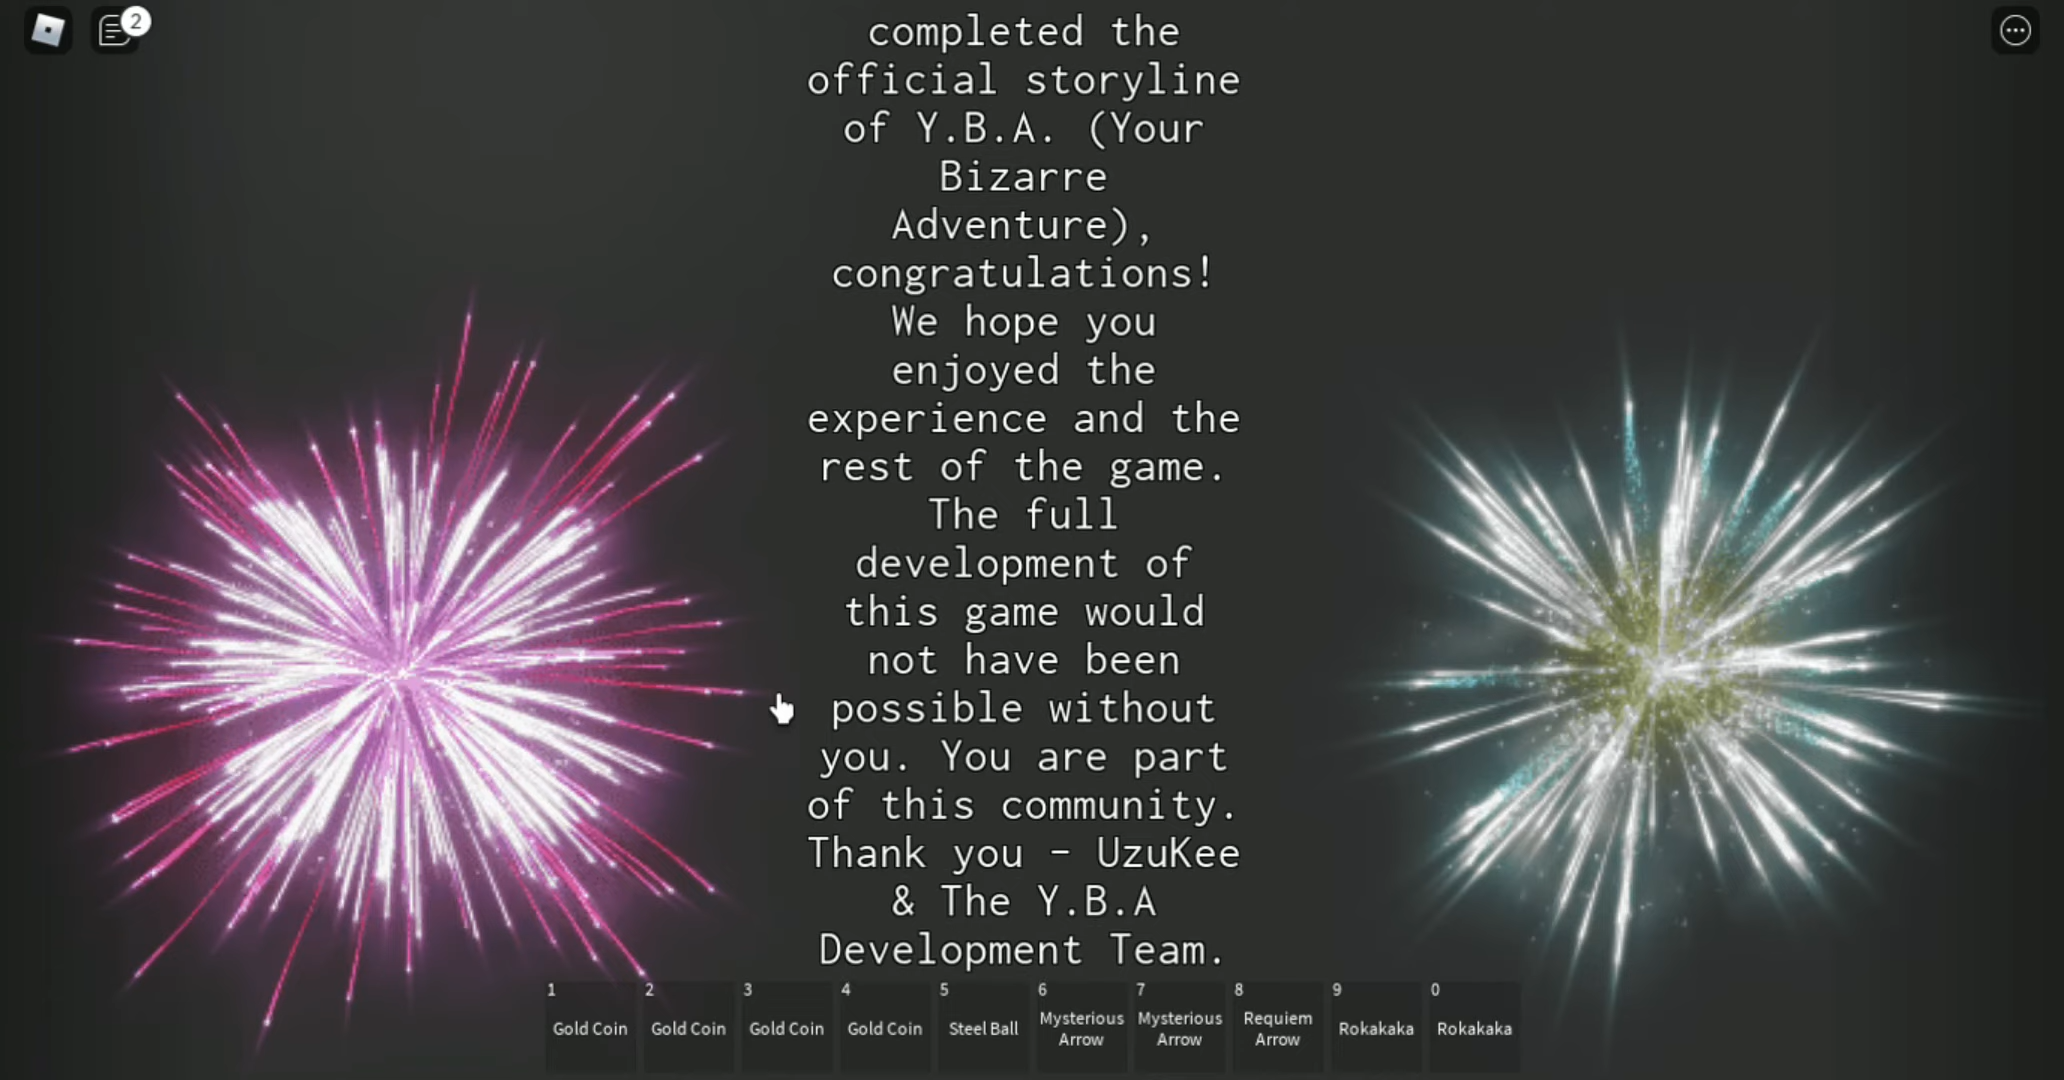 2
completed the
official storyline
of Y.B.A. (Your
Bizarre
Adventure),
congratulations!
We hope you
enjoyed the
experience and the
rest of the game.
The full
development of
this game would
not have been
possible without
you. You are part
of this community.
Thank you - UzuKee
& The Y.B.A
Development Team.
1
Gold Coin
2
Gold Coin
3
Gold Coin
4
Gold Coin
5
Steel Ball
6
Mysterious
Arrow
7
Mysterious
Arrow
8
Requiem
Arrow
9
Rokakaka
0
Rokakaka